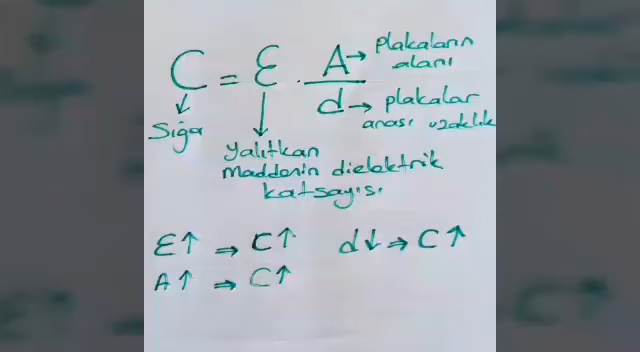 C = ε · A/d
A → plakaların alanı
d → plakalar arası uzaklık
Sığa
yalıtkan
maddenin dielektrik
katsayısı
ε↑ ⇒ C↑
d↓ ⇒ C↑
A↑ ⇒ C↑